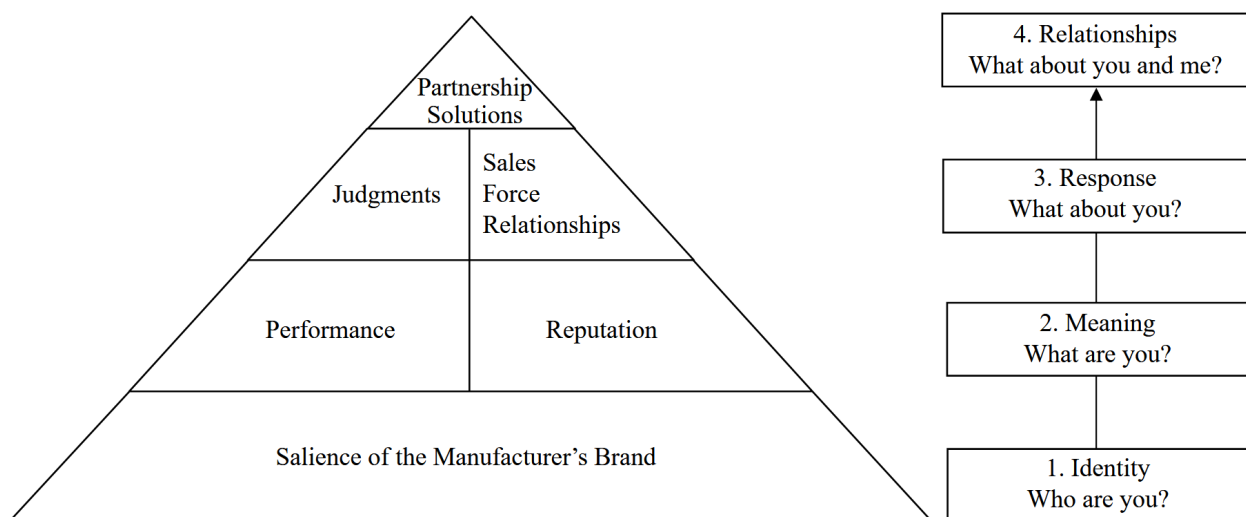 Partnership
Solutions
Judgments
Sales
Force
Relationships
Performance
Reputation
Salience of the Manufacturer’s Brand
4. Relationships
What about you and me?
3. Response
What about you?
2. Meaning
What are you?
1. Identity
Who are you?